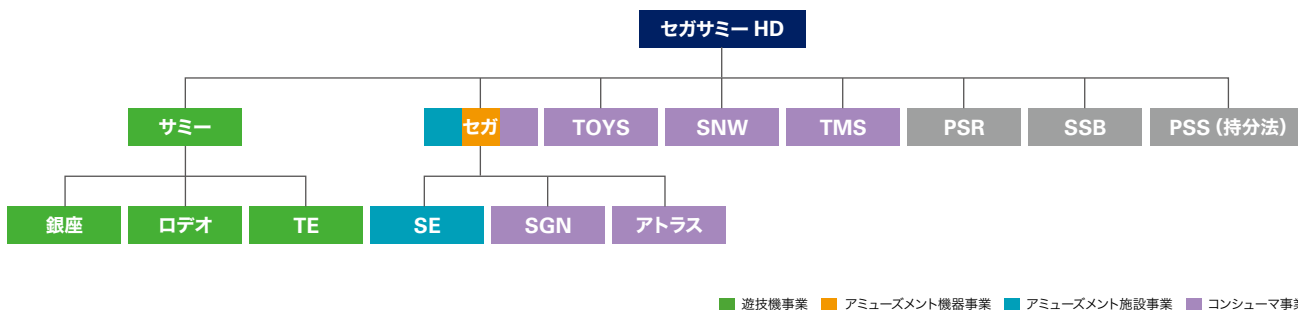 セガサミー HD
サミー
セガ
TOYS
SNW
TMS
PSR
SSB
PSS (持分法)
銀座
ロデオ
TE
SE
SGN
アトラス
遊技機事業 アミューズメント機器事業 アミューズメント施設事業 コンシューマ事